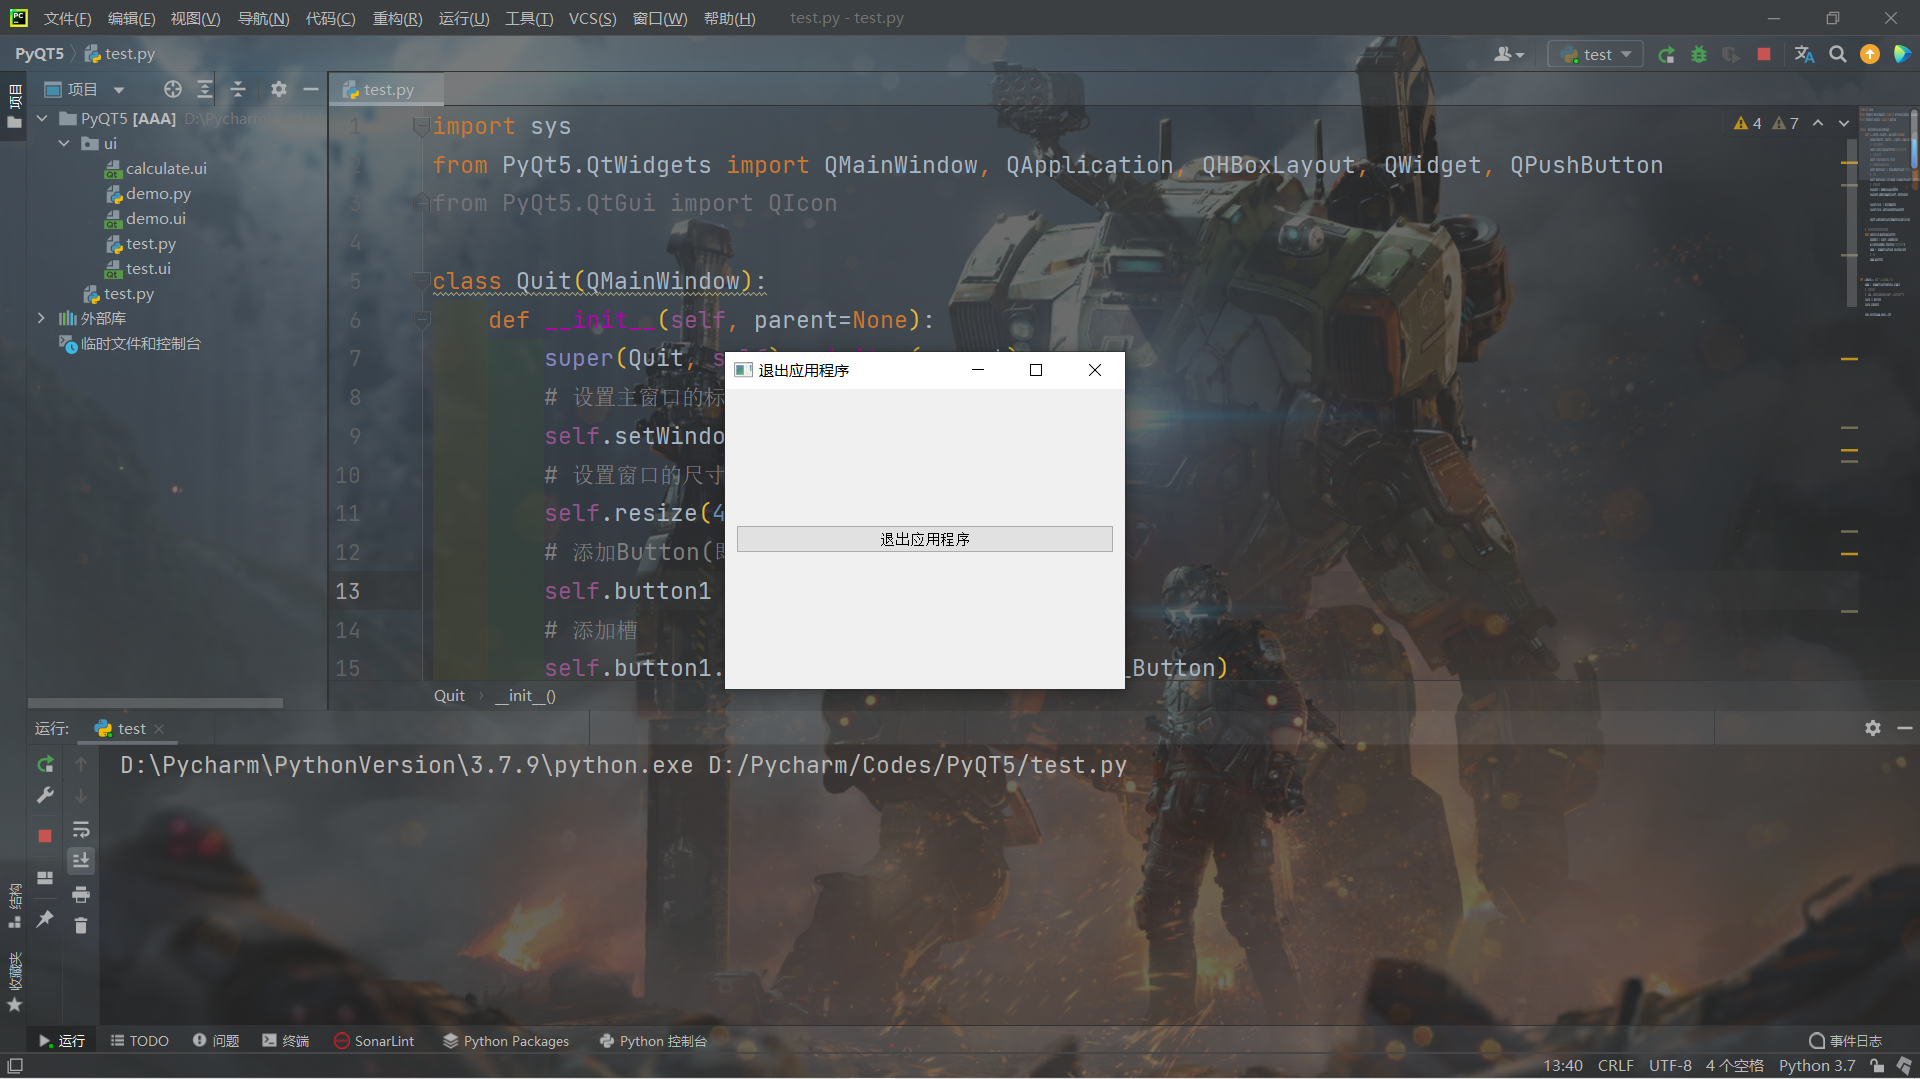 文件(F) 编辑(E) 视图(V) 导航(N) 代码(C) 重构(R) 运行(U) 工具(T) VCS(S) 窗口(W) 帮助(H) test.py - test.py
PyQT5 test.py
test
项目
项目
test.py
PyQT5 [AAA] D:\Pycharm\
ui
calculate.ui
demo.py
demo.ui
test.py
test.ui
test.py
外部库
临时文件和控制台
4 7
1 import sys
2 from PyQt5.QtWidgets import QMainWindow, QApplication, QHBoxLayout, QWidget, QPushButton
3 from PyQt5.QtGui import QIcon
4
5 class Quit(QMainWindow):
6 def __init__(self, parent=None):
7 super(Quit, s
8 # 设置主窗口的标
9 self.setWindo
10 # 设置窗口的尺寸
11 self.resize(4
12 # 添加Button(
13 self.button1
14 # 添加槽
15 self.button1. _Button)
退出应用程序
退出应用程序
Quit __init__()
运行: test
D:\Pycharm\PythonVersion\3.7.9\python.exe D:/Pycharm/Codes/PyQT5/test.py
结构
收藏夹
运行 TODO 问题 终端 SonarLint Python Packages Python 控制台 事件日志
13:40 CRLF UTF-8 4 个空格 Python 3.7